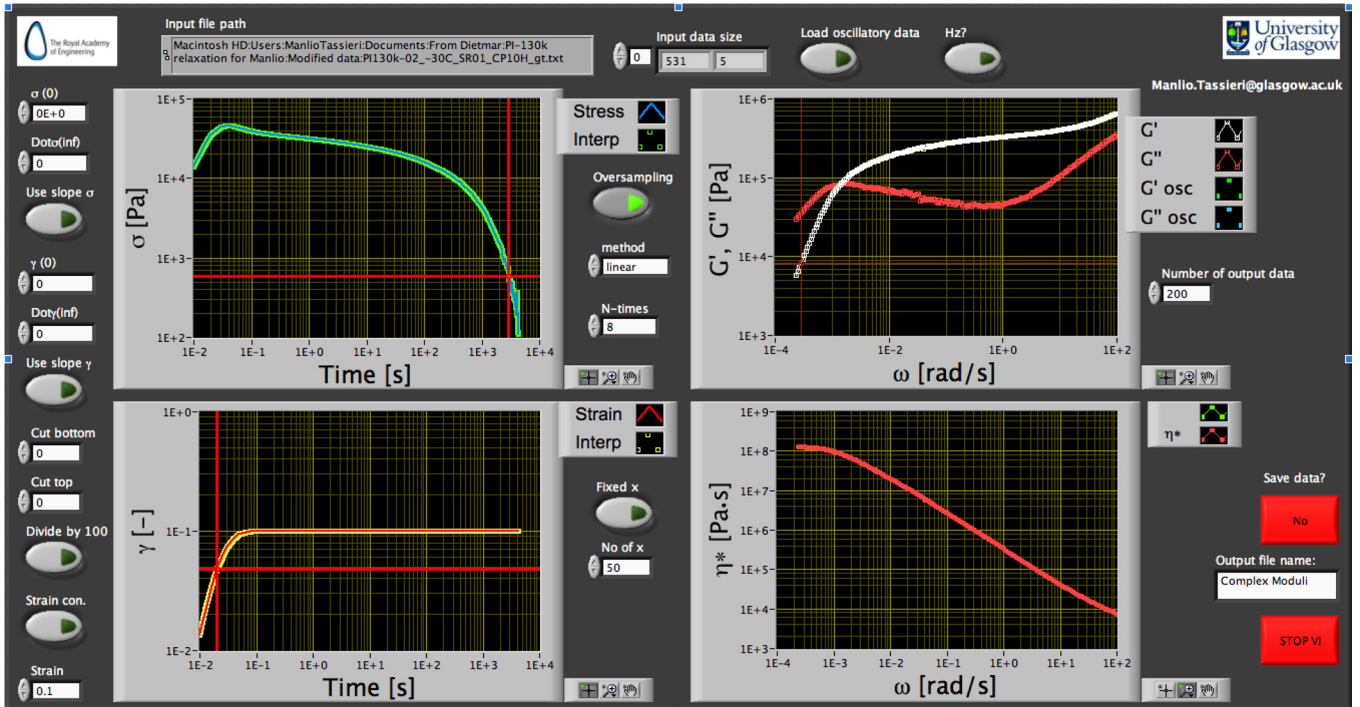 The Royal Academy
of Engineering
Input file path
Macintosh HD:Users:ManlioTassieri:Documents:From Dietmar:PI-130k
relaxation for Manlio:Modified data:PI130k-02_-30C_SR01_CP10H_gt.txt
0
Input data size
531 5
Load oscillatory data
Hz?
University
of Glasgow
Manlio.Tassieri@glasgow.ac.uk
σ (0)
0E+0
Dotσ(inf)
0
Use slope σ
γ (0)
0
Dotγ(inf)
0
Use slope γ
Cut bottom
0
Cut top
0
Divide by 100
Strain con.
Strain
0.1
σ [Pa]
1E+5
1E+4
1E+3
1E+2
1E-2 1E-1 1E+0 1E+1 1E+2 1E+3 1E+4
Time [s]
Stress
Interp
Oversampling
method
linear
N-times
8
G', G" [Pa]
1E+6
1E+5
1E+4
1E+3
1E-4 1E-2 1E+0 1E+2
ω [rad/s]
G'
G"
G' osc
G" osc
Number of output data
200
γ [-]
1E+0
1E-1
1E-2
1E-2 1E-1 1E+0 1E+1 1E+2 1E+3 1E+4
Time [s]
Strain
Interp
Fixed x
No of x
50
η* [Pa.s]
1E+9
1E+8
1E+7
1E+6
1E+5
1E+4
1E+3
1E-4 1E-3 1E-2 1E-1 1E+0 1E+1 1E+2
ω [rad/s]
η*
Save data?
No
Output file name:
Complex Moduli
STOP VI